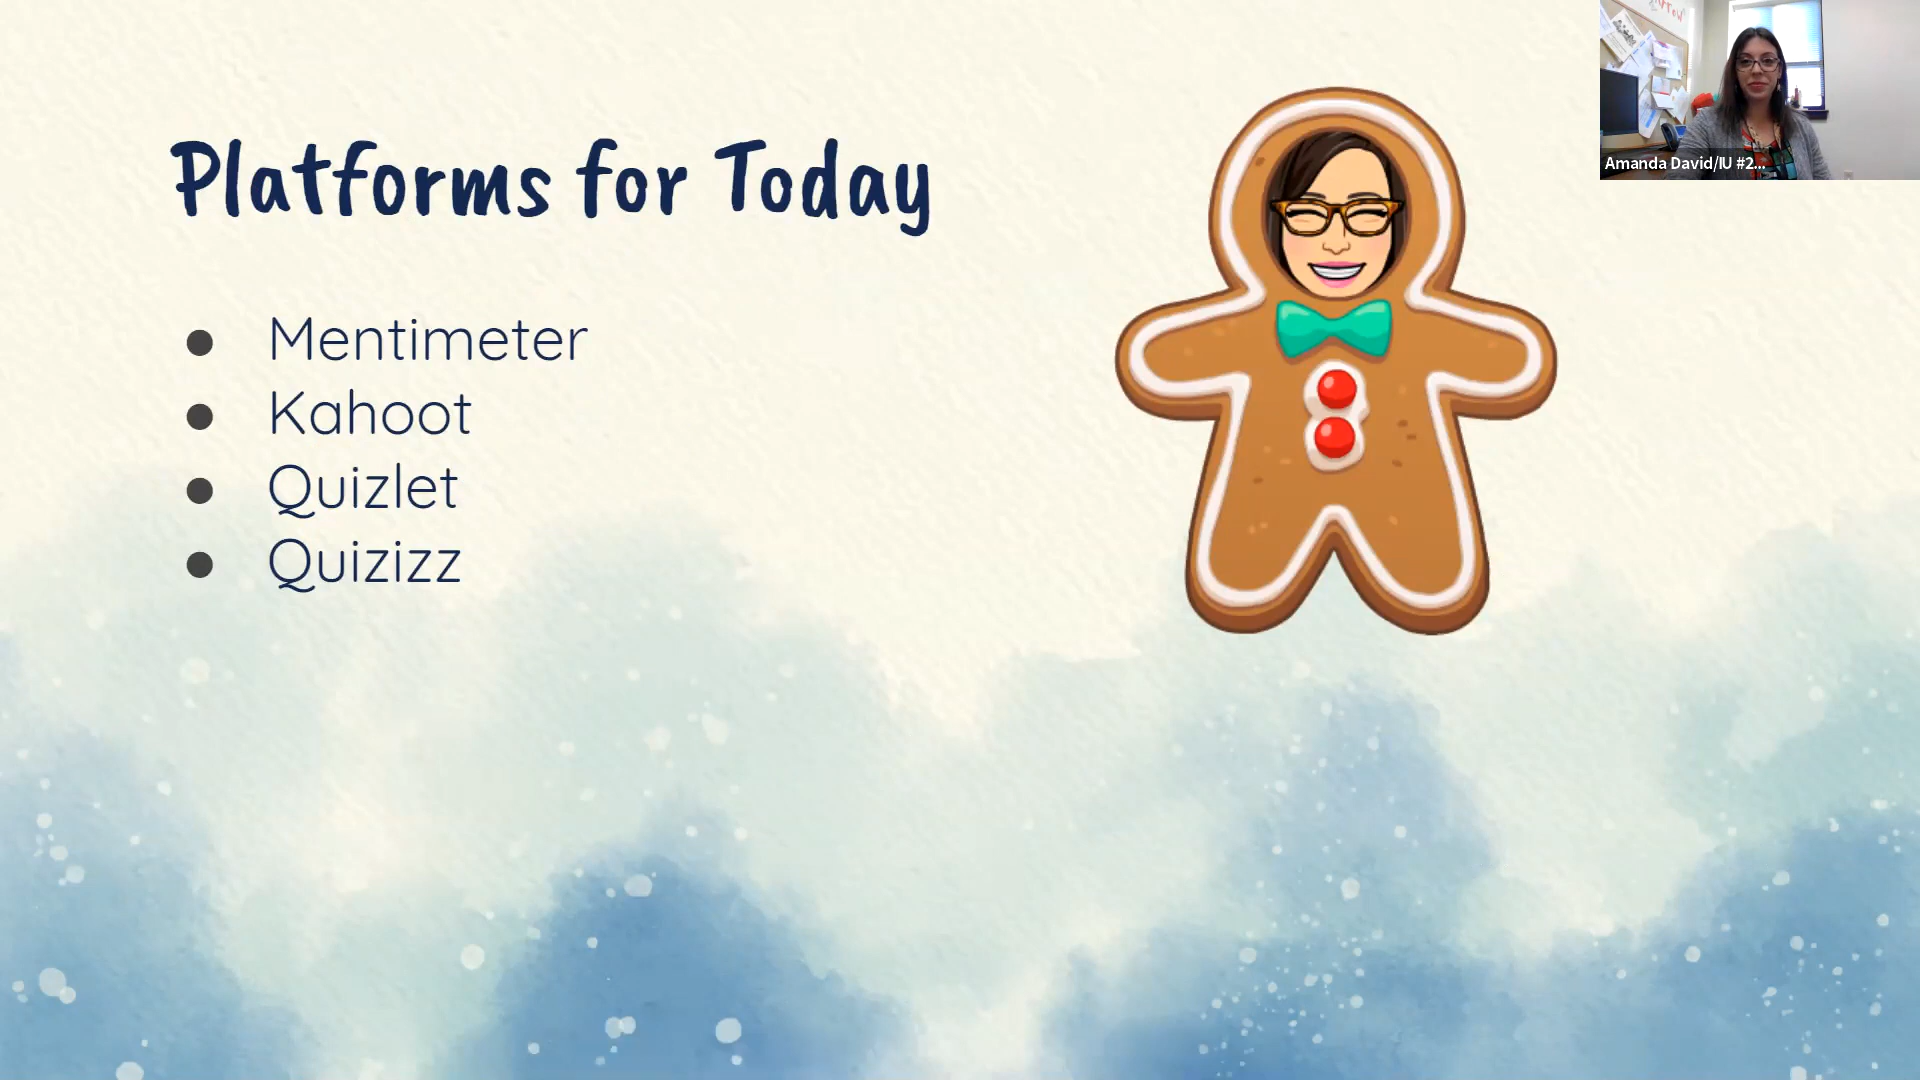 Platforms for Today
Mentimeter
Kahoot
Quizlet
Quizizz
Amanda David/IU #2...